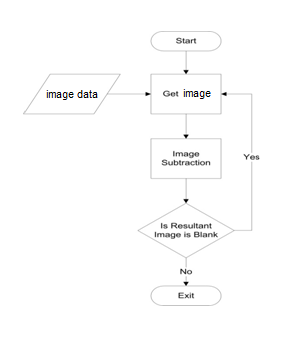 Start
image data
Get image
Image
Subtraction
Yes
Is Resultant
Image is Blank
No
Exit